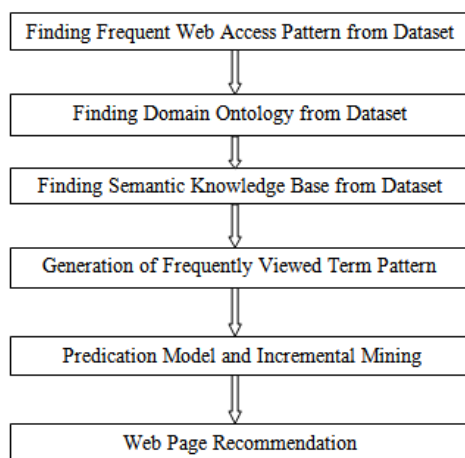 Finding Frequent Web Access Pattern from Dataset
Finding Domain Ontology from Dataset
Finding Semantic Knowledge Base from Dataset
Generation of Frequently Viewed Term Pattern
Predication Model and Incremental Mining
Web Page Recommendation